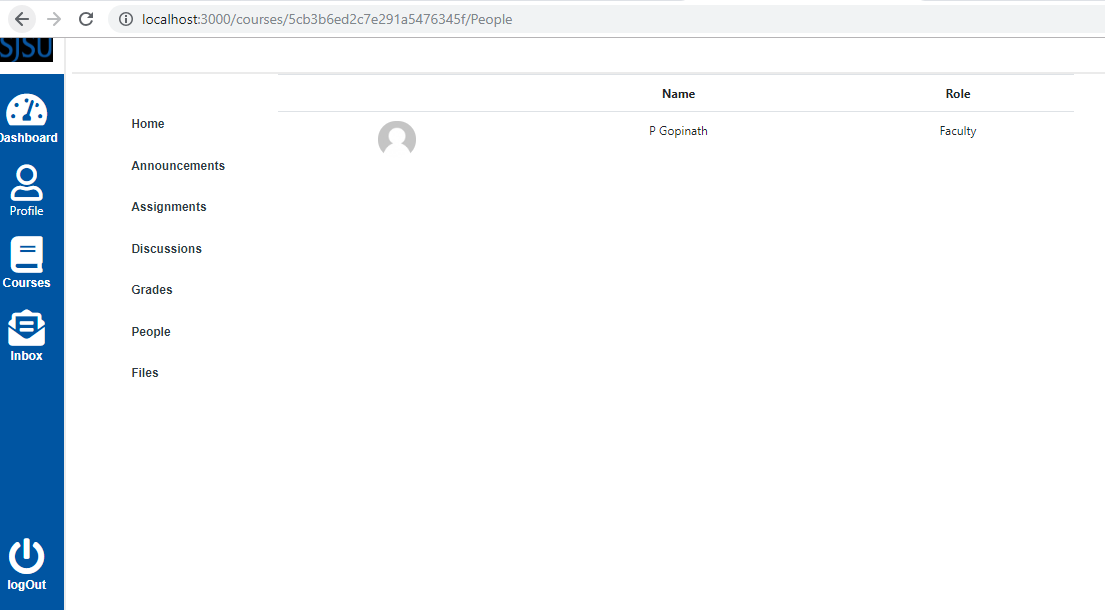 localhost:3000/courses/5cb3b6ed2c7e291a5476345f/People
SJSU
Dashboard
Profile
Courses
Inbox
logOut
Home
Announcements
Assignments
Discussions
Grades
People
Files
Name Role
P Gopinath Faculty